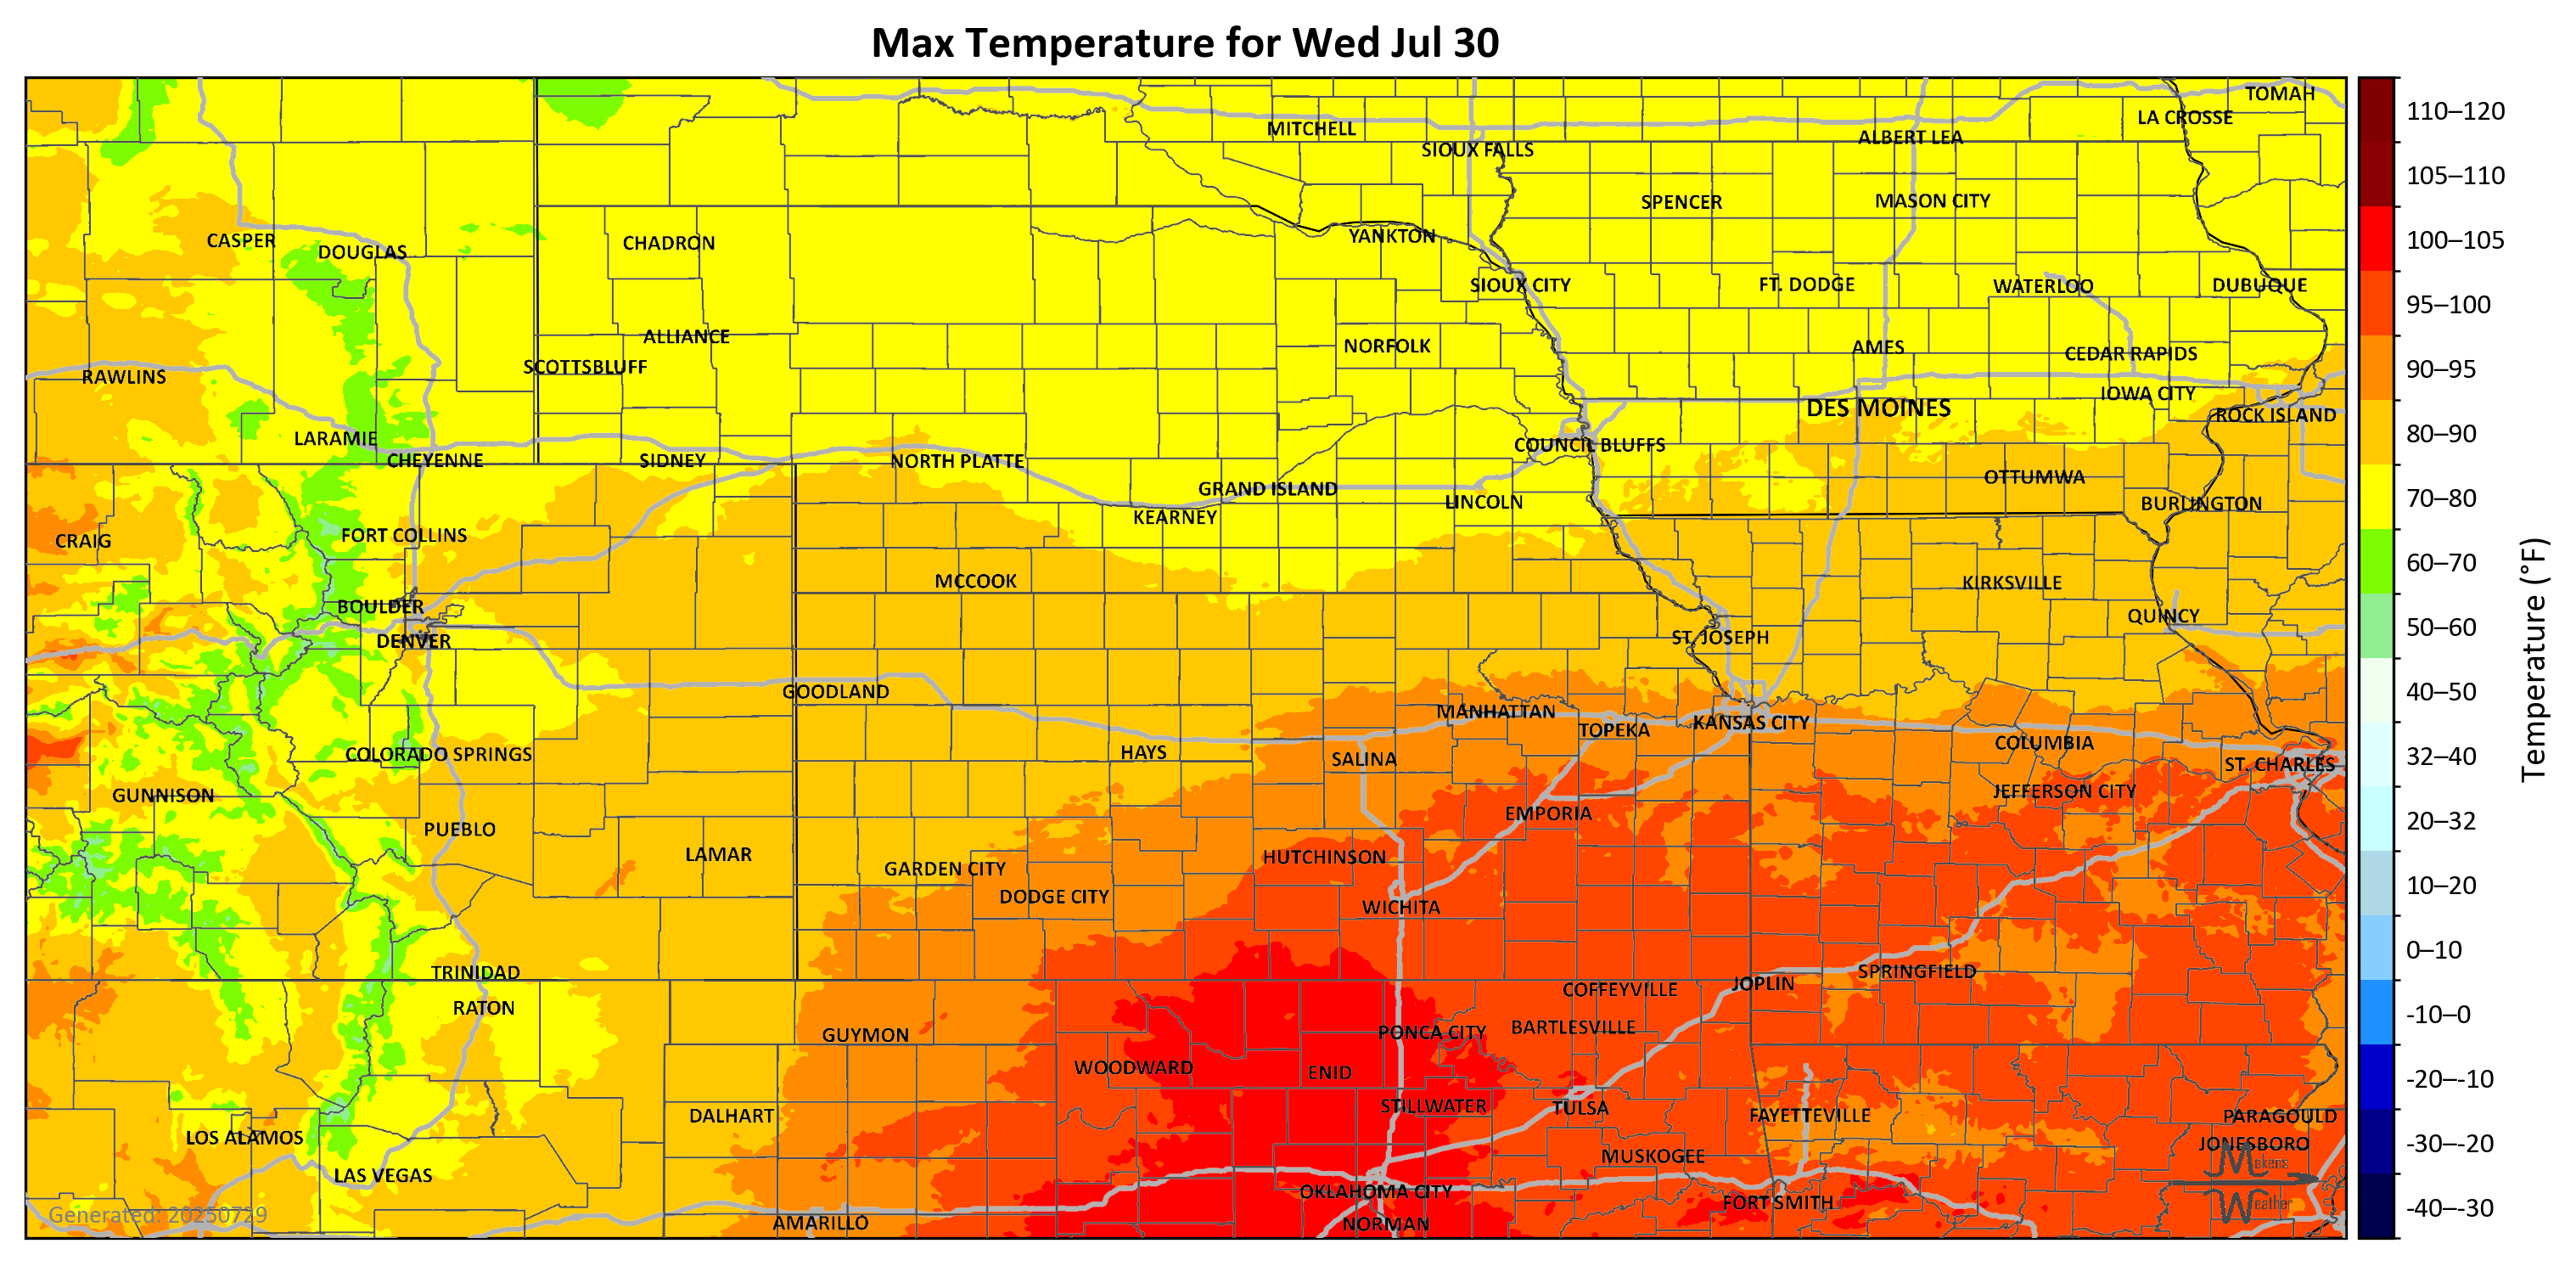 Max Temperature for Wed Jul 30
TOMAH
LA CROSSE
MITCHELL
ALBERT LEA
SIOUX FALLS
SPENCER
MASON CITY
CASPER
DOUGLAS
CHADRON
YANKTON
SIOUX CITY
FT. DODGE
WATERLOO
DUBUQUE
ALLIANCE
NORFOLK
AMES
CEDAR RAPIDS
SCOTTSBLUFF
RAWLINS
IOWA CITY
DES MOINES
ROCK ISLAND
LARAMIE
COUNCIL BLUFFS
CHEYENNE
SIDNEY
NORTH PLATTE
OTTUMWA
GRAND ISLAND
LINCOLN
BURLINGTON
KEARNEY
CRAIG
FORT COLLINS
MCCOOK
KIRKSVILLE
BOULDER
QUINCY
DENVER
ST. JOSEPH
GOODLAND
MANHATTAN
TOPEKA
KANSAS CITY
COLUMBIA
COLORADO SPRINGS
HAYS
SALINA
ST. CHARLES
GUNNISON
JEFFERSON CITY
EMPORIA
PUEBLO
LAMAR
HUTCHINSON
GARDEN CITY
DODGE CITY
WICHITA
TRINIDAD
SPRINGFIELD
JOPLIN
COFFEYVILLE
RATON
GUYMON
PONCA CITY
BARTLESVILLE
WOODWARD
ENID
STILLWATER
TULSA
DALHART
FAYETTEVILLE
PARAGOULD
LOS ALAMOS
JONESBORO
MUSKOGEE
LAS VEGAS
OKLAHOMA CITY
FORT SMITH
AMARILLO
NORMAN
Makens
Weather
Generated: 20250729
110–120
105–110
100–105
95–100
90–95
80–90
70–80
60–70
50–60
40–50
32–40
20–32
10–20
0–10
-10–0
-20–-10
-30–-20
-40–-30
Temperature (°F)